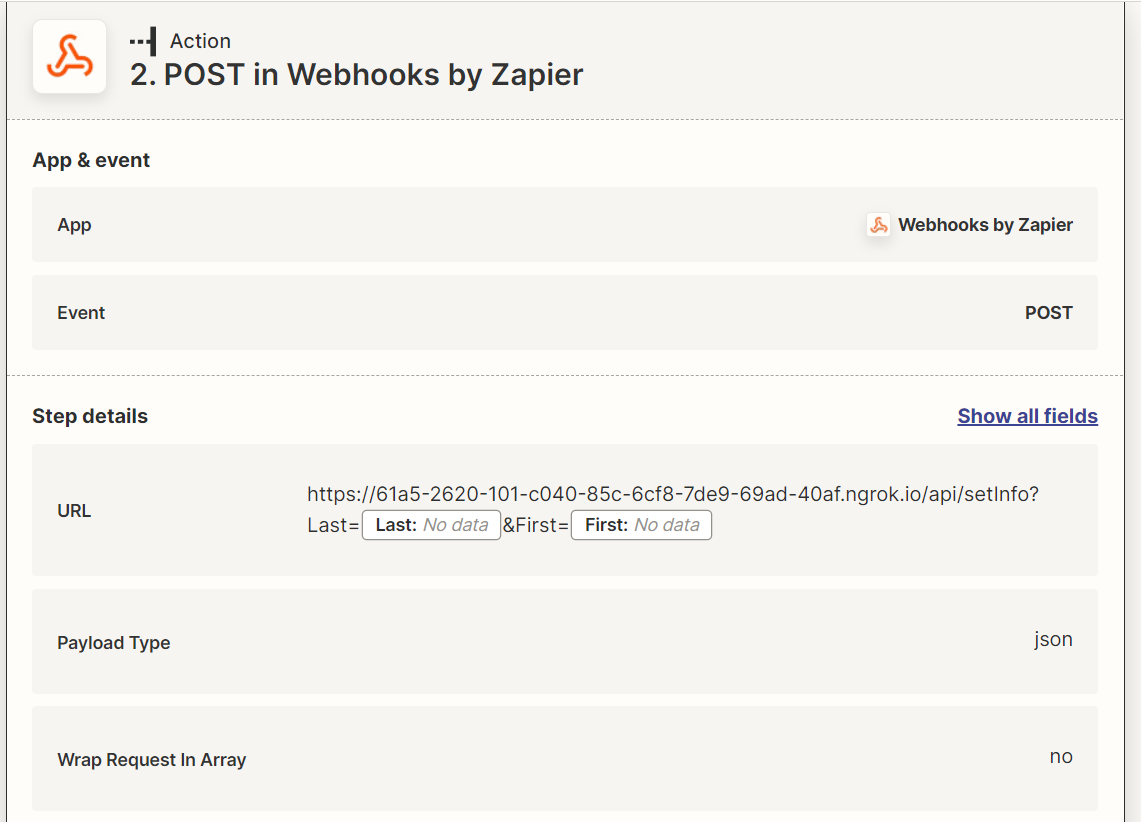 Action
2. POST in Webhooks by Zapier
App & event
App
Webhooks by Zapier
Event
POST
Step details
Show all fields
URL
https://61a5-2620-101-c040-85c-6cf8-7de9-69ad-40af.ngrok.io/api/setInfo?
Last= Last: No data &First= First: No data
Payload Type
json
Wrap Request In Array
no